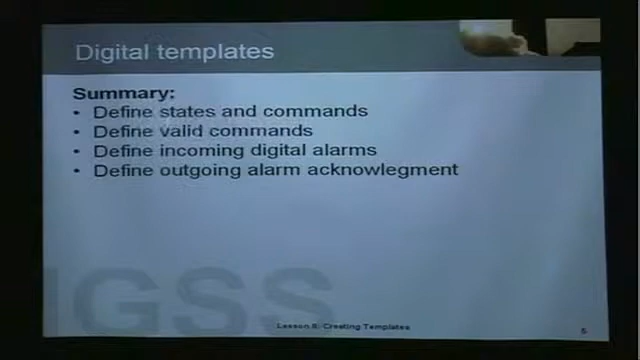 Digital templates
Summary:
• Define states and commands
• Define valid commands
• Define incoming digital alarms
• Define outgoing alarm acknowlegment
IGSS
Lesson 8: Creating Templates
5